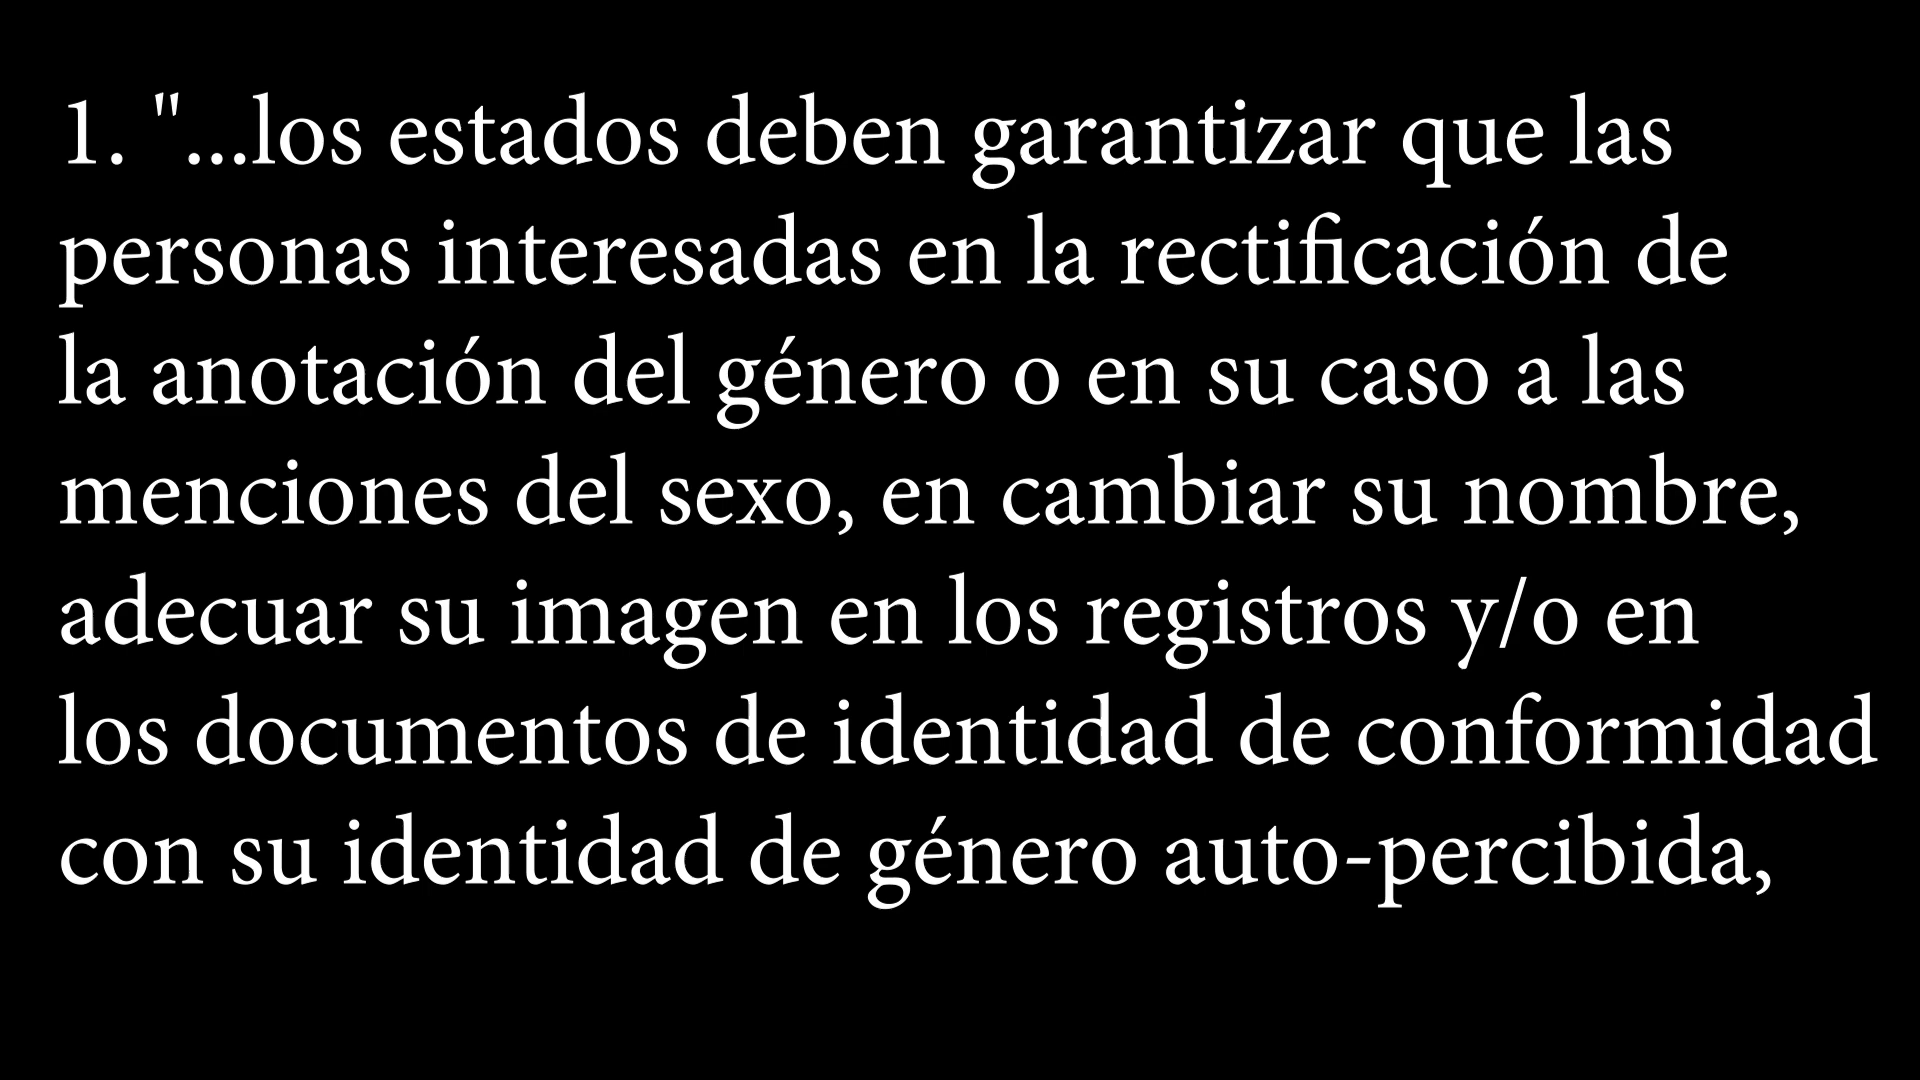 1. "...los estados deben garantizar que las
personas interesadas en la rectificación de
la anotación del género o en su caso a las
menciones del sexo, en cambiar su nombre,
adecuar su imagen en los registros y/o en
los documentos de identidad de conformidad
con su identidad de género auto-percibida,